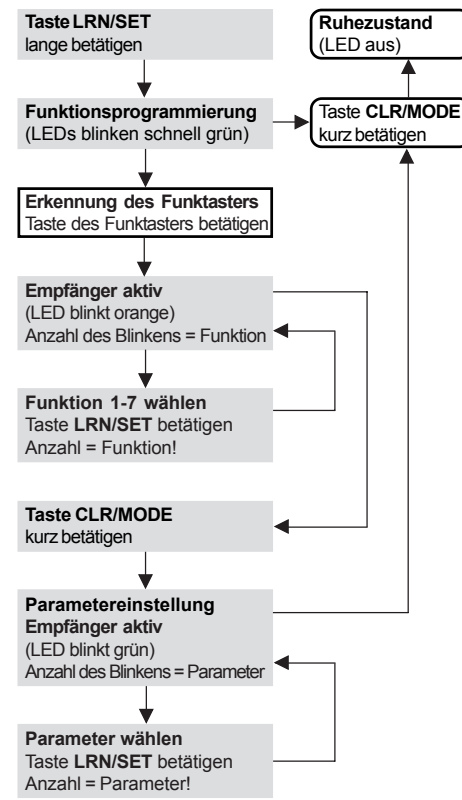 Taste LRN/SET
lange betätigen
Ruhezustand
(LED aus)
Funktionsprogrammierung
(LEDs blinken schnell grün)
Taste CLR/MODE
kurz betätigen
Erkennung des Funktasters
Taste des Funktasters betätigen
Empfänger aktiv
(LED blinkt orange)
Anzahl des Blinkens = Funktion
Funktion 1-7 wählen
Taste LRN/SET betätigen
Anzahl = Funktion!
Taste CLR/MODE
kurz betätigen
Parametereinstellung
Empfänger aktiv
(LED blinkt grün)
Anzahl des Blinkens = Parameter
Parameter wählen
Taste LRN/SET betätigen
Anzahl = Parameter!